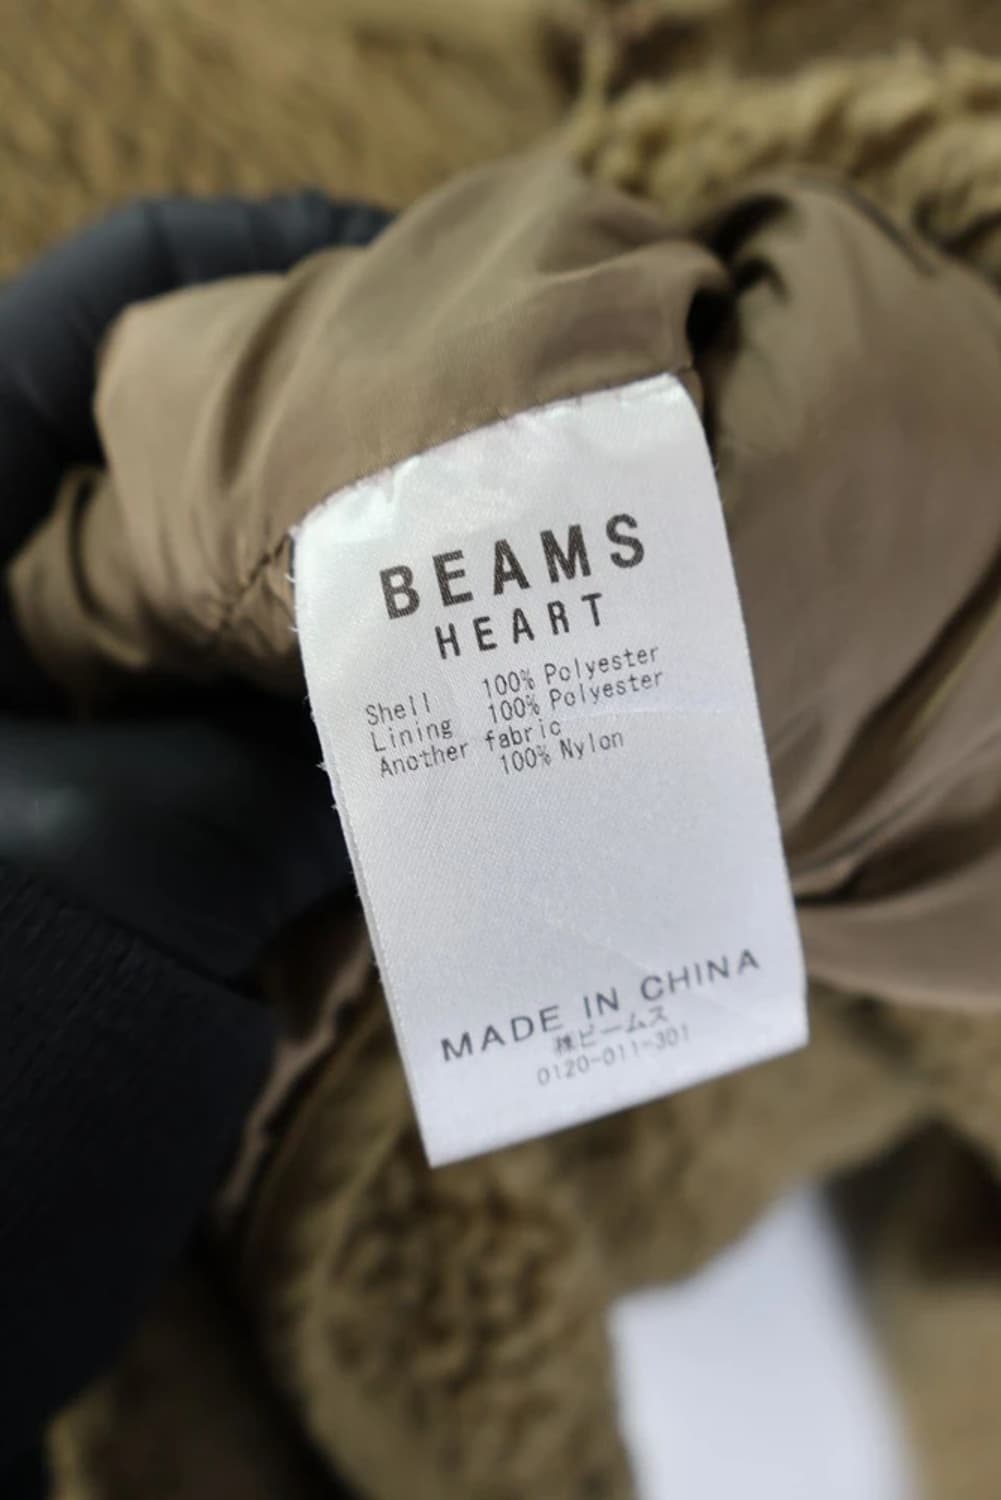 BEAMS
HEART
Shell 100% Polyester
Lining 100% Polyester
Another fabric
100% Nylon
MADE IN CHINA
㈱ビームス
0120-011-301